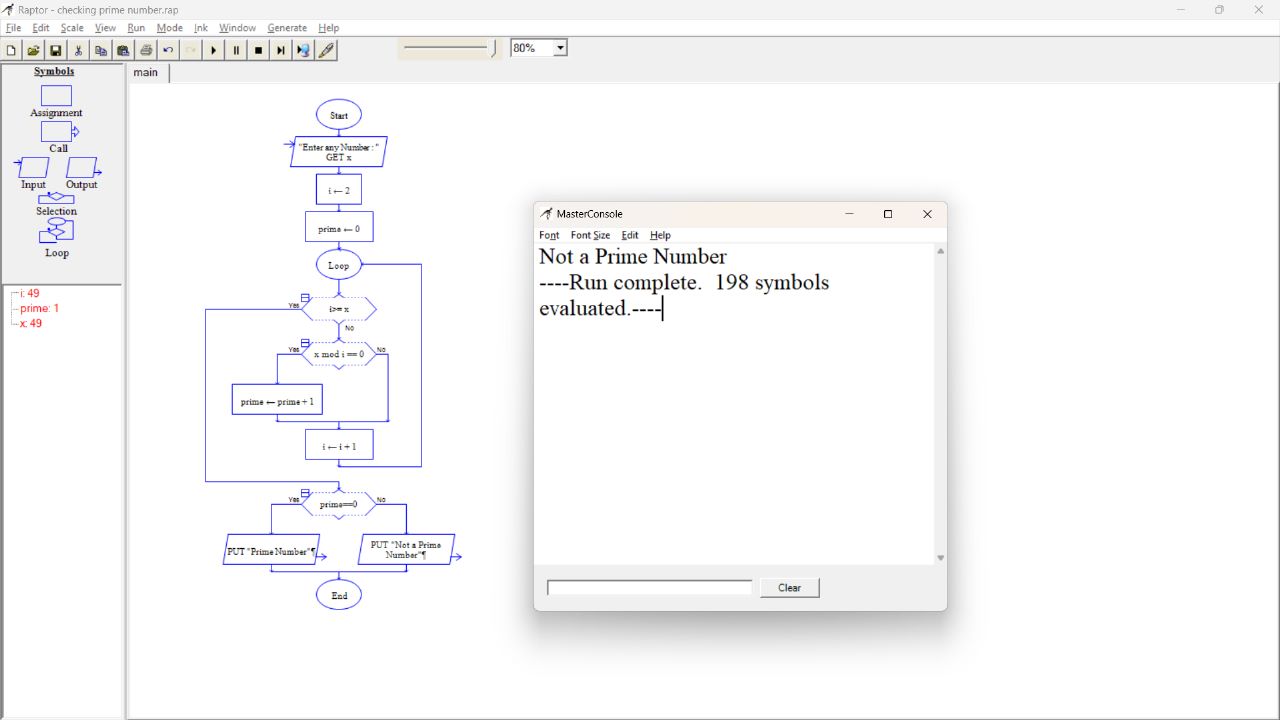 Raptor - checking prime number.rap
File Edit Scale View Run Mode Ink Window Generate Help
80%
Symbols
Assignment
Call
Input Output
Selection
Loop
i: 49
prime: 1
x: 49
main
Start
"Enter any Number : "
GET x
i ← 2
prime ← 0
Loop
Yes
i>= x
No
Yes
x mod i == 0
No
prime ← prime + 1
i ← i + 1
Yes
prime==0
No
PUT "Prime Number"¶
PUT "Not a Prime
Number"¶
End
MasterConsole
Font Font Size Edit Help
Not a Prime Number
----Run complete.  198 symbols
evaluated.----
Clear